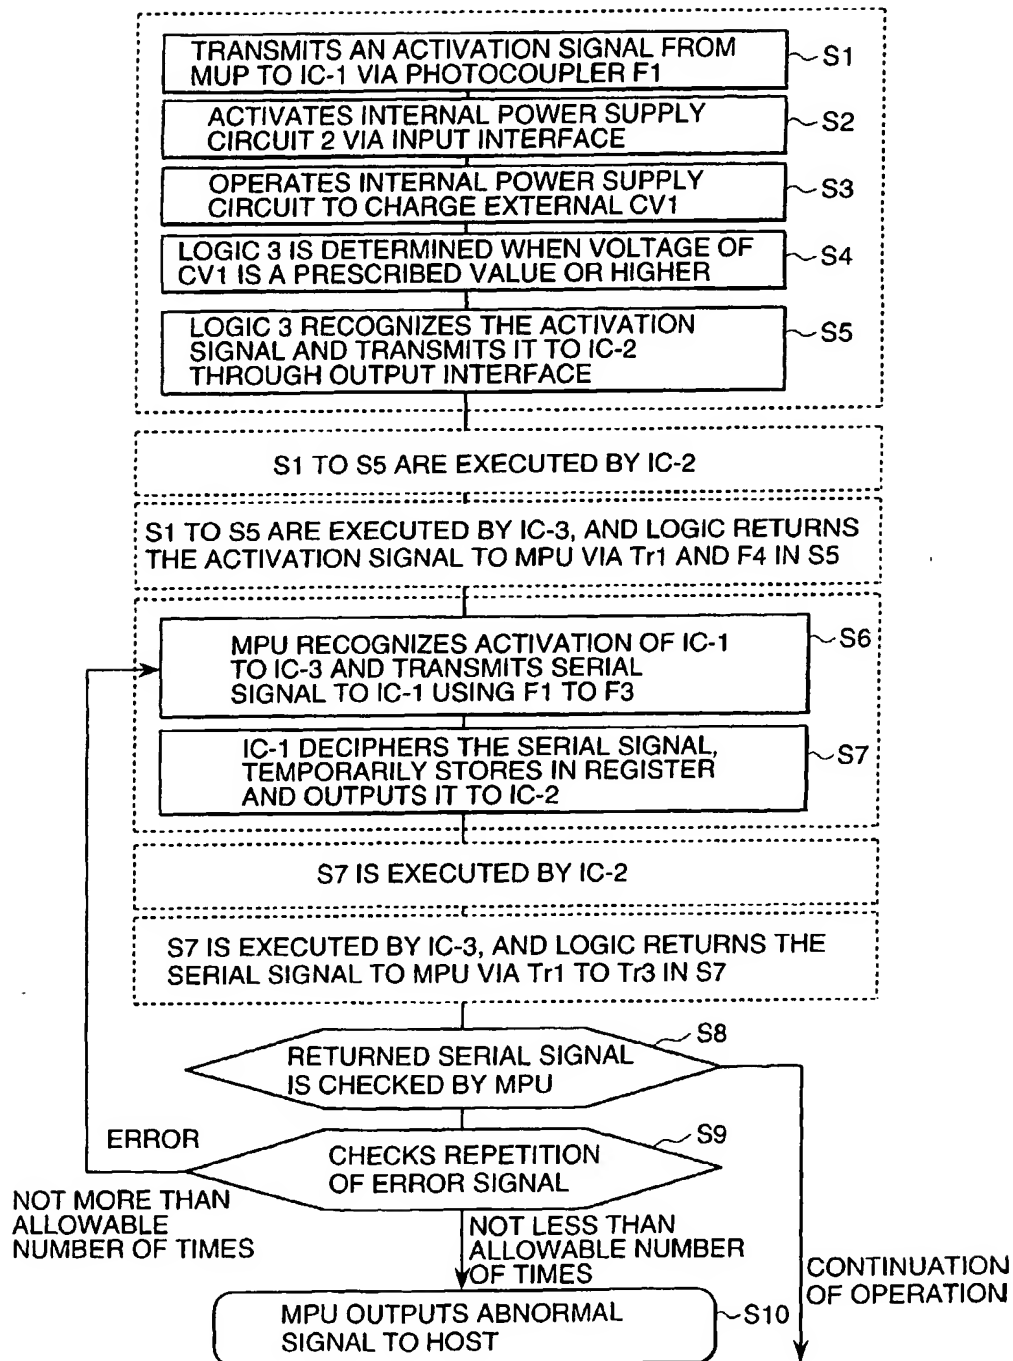 TRANSMITS AN ACTIVATION SIGNAL FROM
MUP TO IC-1 VIA PHOTOCOUPLER F1
S1
ACTIVATES INTERNAL POWER SUPPLY
CIRCUIT 2 VIA INPUT INTERFACE
S2
OPERATES INTERNAL POWER SUPPLY
CIRCUIT TO CHARGE EXTERNAL CV1
S3
LOGIC 3 IS DETERMINED WHEN VOLTAGE OF
CV1 IS A PRESCRIBED VALUE OR HIGHER
S4
LOGIC 3 RECOGNIZES THE ACTIVATION
SIGNAL AND TRANSMITS IT TO IC-2
THROUGH OUTPUT INTERFACE
S5
S1 TO S5 ARE EXECUTED BY IC-2
S1 TO S5 ARE EXECUTED BY IC-3, AND LOGIC RETURNS
THE ACTIVATION SIGNAL TO MPU VIA Tr1 AND F4 IN S5
MPU RECOGNIZES ACTIVATION OF IC-1
TO IC-3 AND TRANSMITS SERIAL
SIGNAL TO IC-1 USING F1 TO F3
S6
IC-1 DECIPHERS THE SERIAL SIGNAL,
TEMPORARILY STORES IN REGISTER
AND OUTPUTS IT TO IC-2
S7
S7 IS EXECUTED BY IC-2
S7 IS EXECUTED BY IC-3, AND LOGIC RETURNS THE
SERIAL SIGNAL TO MPU VIA Tr1 TO Tr3 IN S7
RETURNED SERIAL SIGNAL
IS CHECKED BY MPU
S8
ERROR
CHECKS REPETITION
OF ERROR SIGNAL
S9
NOT MORE THAN
ALLOWABLE
NUMBER OF TIMES
NOT LESS THAN
ALLOWABLE NUMBER
OF TIMES
CONTINUATION
OF OPERATION
MPU OUTPUTS ABNORMAL
SIGNAL TO HOST
S10